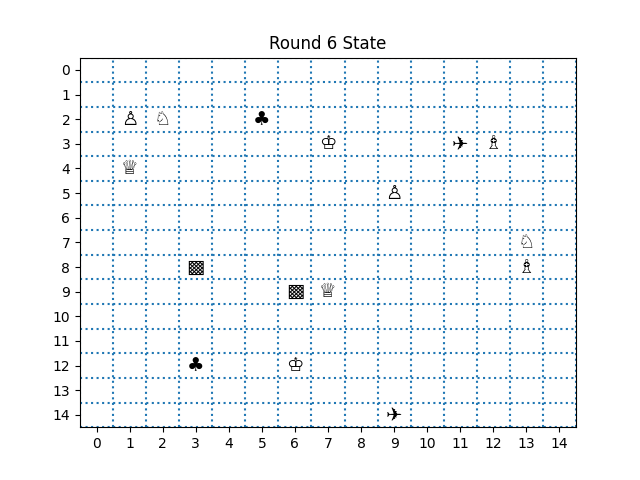 Round 6 State
0
1
2 ♙ ♘ ♣
3 ♔ ✈ ♗
4 ♕
5 ♙
6
7 ♘
8 ▩ ♗
9 ▩ ♕
10
11
12 ♣ ♔
13
14 ✈
0 1 2 3 4 5 6 7 8 9 10 11 12 13 14